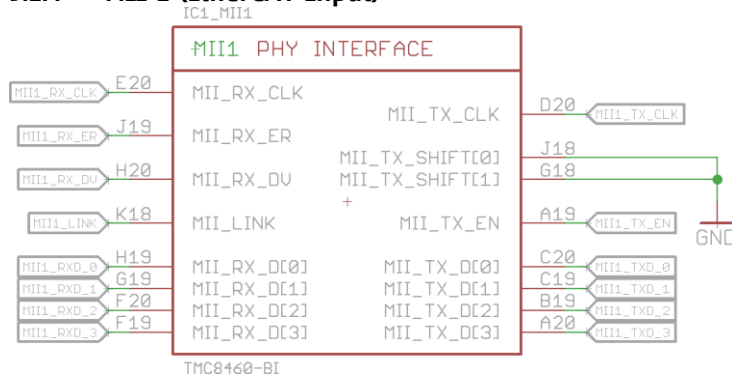 IC1_MII1
MII1 PHY INTERFACE
MII1_RX_CLK E20 MII_RX_CLK
MII_TX_CLK D20 MII1_TX_CLK
MII1_RX_ER J19 MII_RX_ER
MII_TX_SHIFT[0] J18
MII1_RX_DV H20 MII_RX_DV MII_TX_SHIFT[1] G18
MII1_LINK K18 MII_LINK MII_TX_EN A19 MII1_TX_EN
GND
MII1_RXD_0 H19 MII_RX_D[0] MII_TX_D[0] C20 MII1_TXD_0
MII1_RXD_1 G19 MII_RX_D[1] MII_TX_D[1] C19 MII1_TXD_1
MII1_RXD_2 F20 MII_RX_D[2] MII_TX_D[2] B19 MII1_TXD_2
MII1_RXD_3 F19 MII_RX_D[3] MII_TX_D[3] A20 MII1_TXD_3
TMC8460-BI